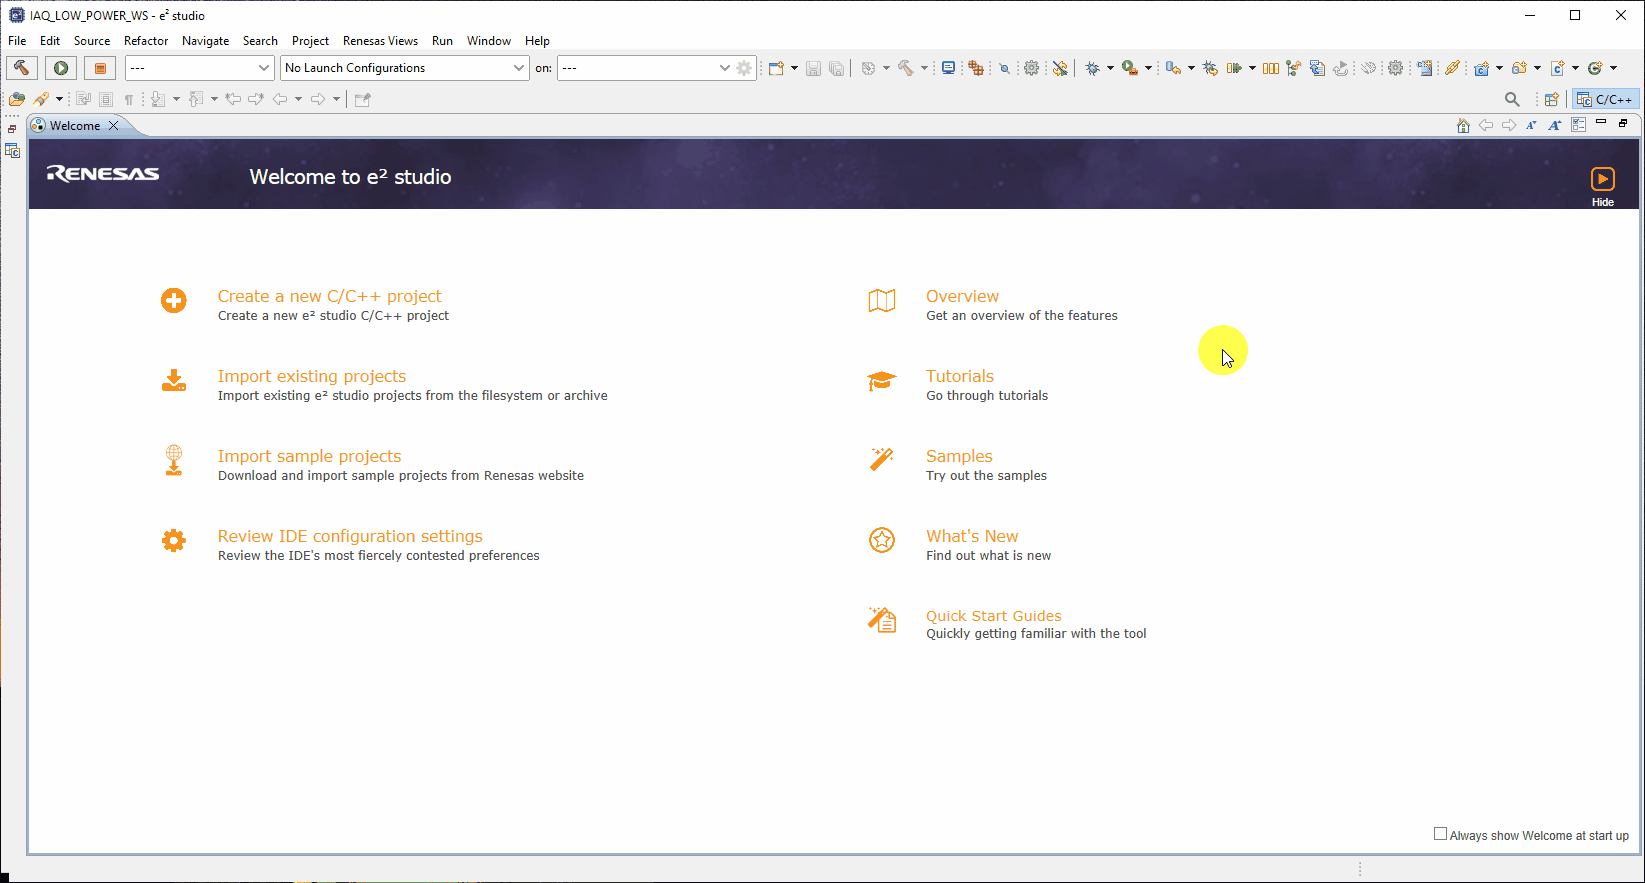 IAQ_LOW_POWER_WS - e² studio
File Edit Source Refactor Navigate Search Project Renesas Views Run Window Help
--- No Launch Configurations on: ---
C/C++
Welcome
RENESAS Welcome to e² studio
Hide
Create a new C/C++ project
Create a new e² studio C/C++ project
Import existing projects
Import existing e² studio projects from the filesystem or archive
Import sample projects
Download and import sample projects from Renesas website
Review IDE configuration settings
Review the IDE's most fiercely contested preferences
Overview
Get an overview of the features
Tutorials
Go through tutorials
Samples
Try out the samples
What's New
Find out what is new
Quick Start Guides
Quickly getting familiar with the tool
Always show Welcome at start up